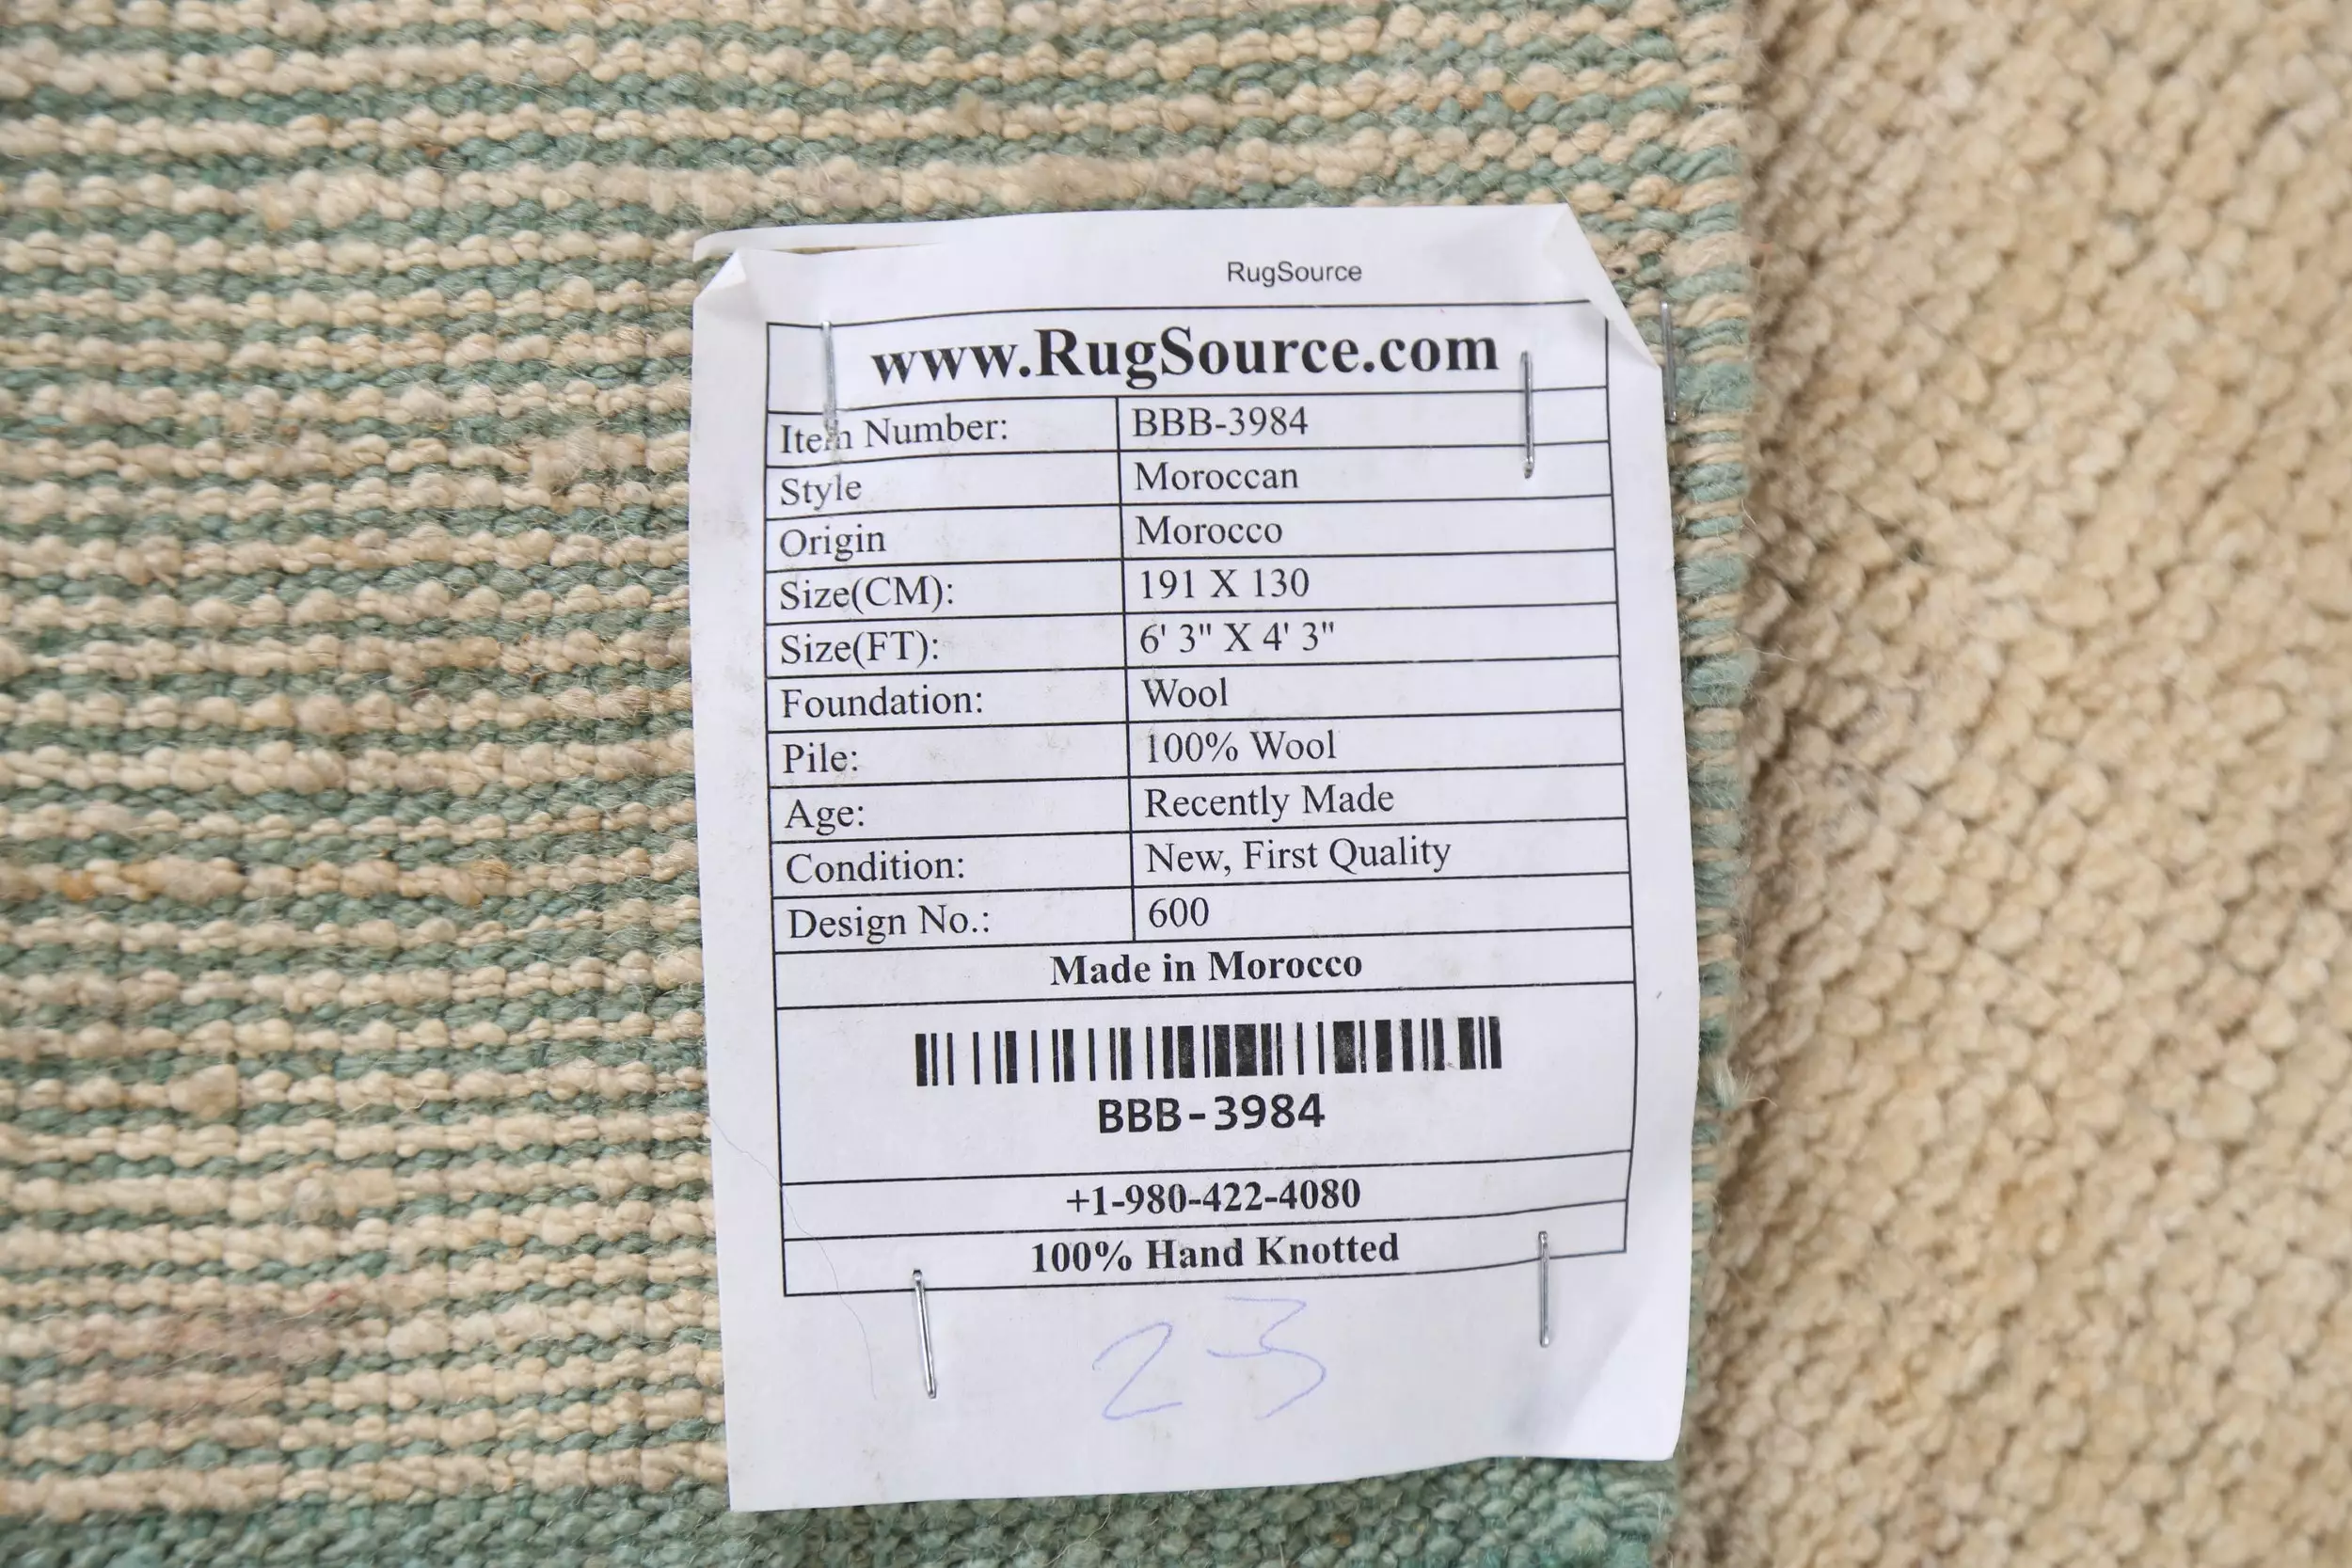 RugSource
www.RugSource.com
Item Number: BBB-3984
Style Moroccan
Origin Morocco
Size(CM): 191 X 130
Size(FT): 6' 3" X 4' 3"
Foundation: Wool
Pile: 100% Wool
Age: Recently Made
Condition: New, First Quality
Design No.: 600
Made in Morocco
BBB-3984
+1-980-422-4080
100% Hand Knotted
23